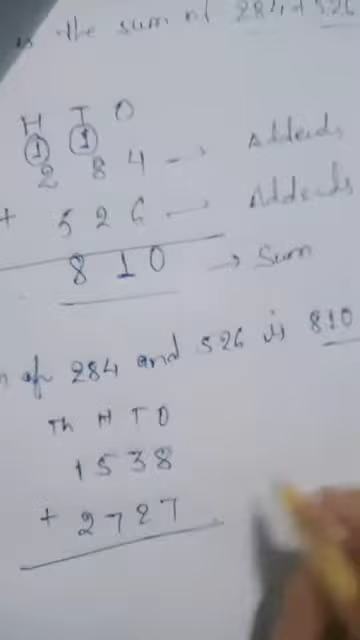 is the sum of 284 + 526
H T O
1 1
2 8 4 → Addends
+ 5 2 6 → Addends
8 1 0 → Sum
of 284 and 526 is 810
Th H T O
1 5 3 8
+ 2 7 2 7